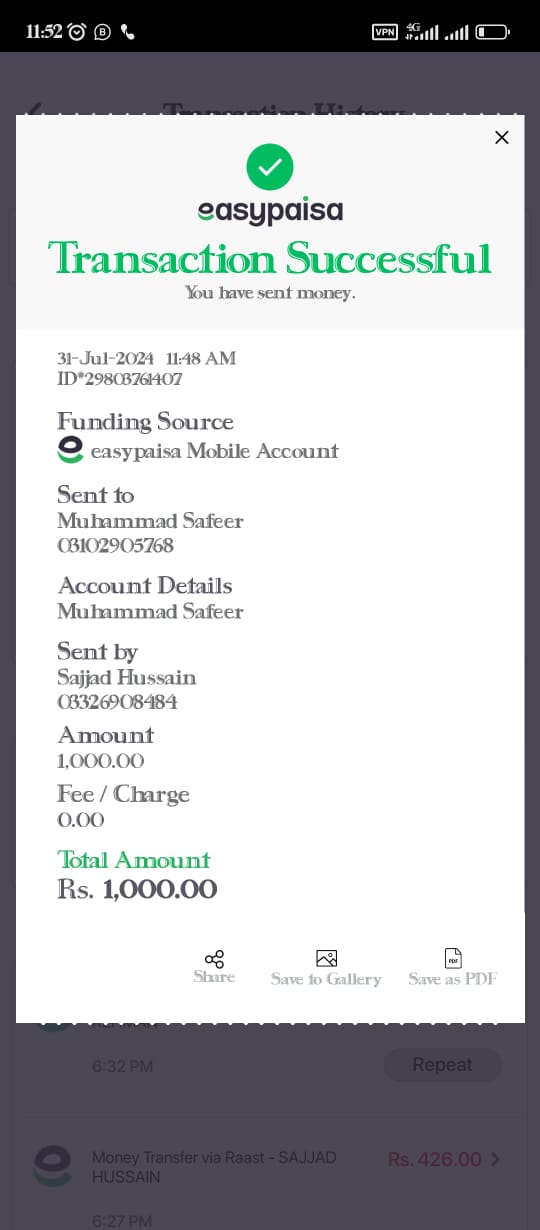 11:52
VPN
4G
Transaction History
easypaisa
Transaction Successful
You have sent money.
31-Jul-2024 11:48 AM
ID#29803761407
Funding Source
easypaisa Mobile Account
Sent to
Muhammad Safeer
03102905768
Account Details
Muhammad Safeer
Sent by
Sajjad Hussain
03326908484
Amount
1,000.00
Fee / Charge
0.00
Total Amount
Rs. 1,000.00
Share
Save to Gallery
PDF
Save as PDF
6:32 PM
Repeat
Money Transfer via Raast - SAJJAD
Rs. 426.00
HUSSAIN
6:27 PM